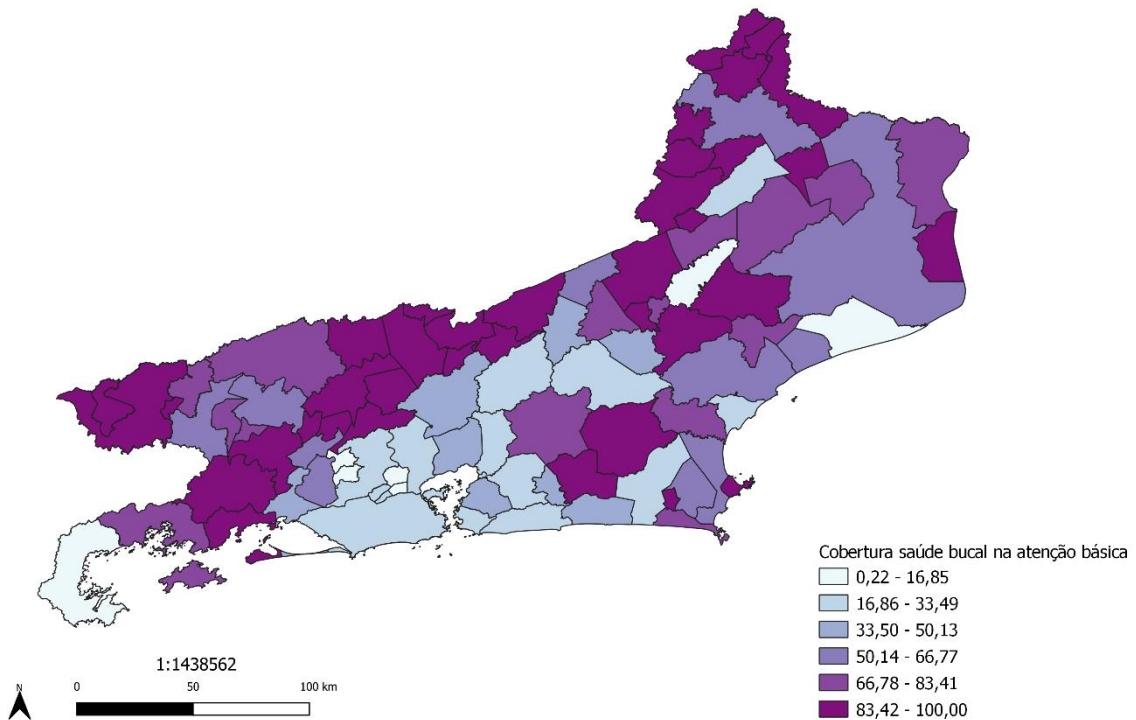 Cobertura saúde bucal na atenção básica
0,22 - 16,85
16,86 - 33,49
33,50 - 50,13
50,14 - 66,77
66,78 - 83,41
83,42 - 100,00
1:1438562
N
0 50 100 km